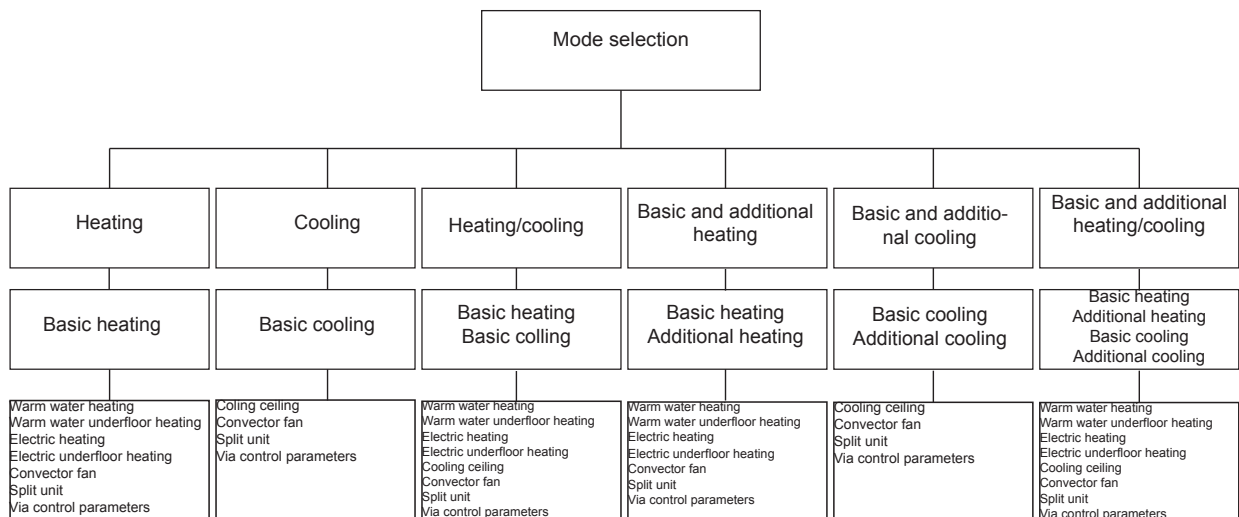 Mode selection
Heating
Cooling
Heating/cooling
Basic and additional
heating
Basic and additio-
nal cooling
Basic and additional
heating/cooling
Basic heating
Basic cooling
Basic heating
Basic colling
Basic heating
Additional heating
Basic cooling
Additional cooling
Basic heating
Additional heating
Basic cooling
Additional cooling
Warm water heating
Warm water underfloor heating
Electric heating
Electric underfloor heating
Convector fan
Split unit
Via control parameters
Coling ceiling
Convector fan
Split unit
Via control parameters
Warm water heating
Warm water underfloor heating
Electric heating
Electric underfloor heating
Cooling ceiling
Convector fan
Split unit
Via control parameters
Warm water heating
Warm water underfloor heating
Electric heating
Electric underfloor heating
Convector fan
Split unit
Via control parameters
Cooling ceiling
Convector fan
Split unit
Via control parameters
Warm water heating
Warm water underfloor heating
Electric heating
Electric underfloor heating
Cooling ceiling
Convector fan
Split unit
Via control parameters